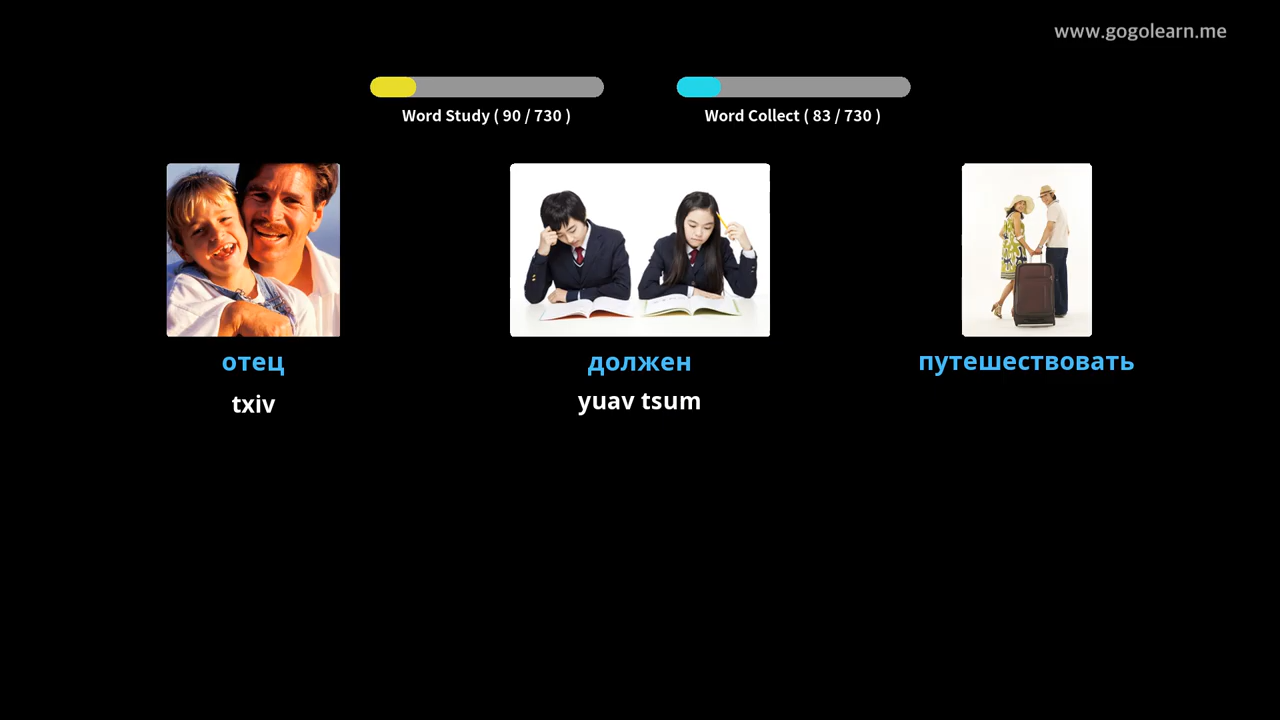 www.gogolearn.me
Word Study ( 90 / 730 )
Word Collect ( 83 / 730 )
отец
должен
путешествовать
txiv
yuav tsum